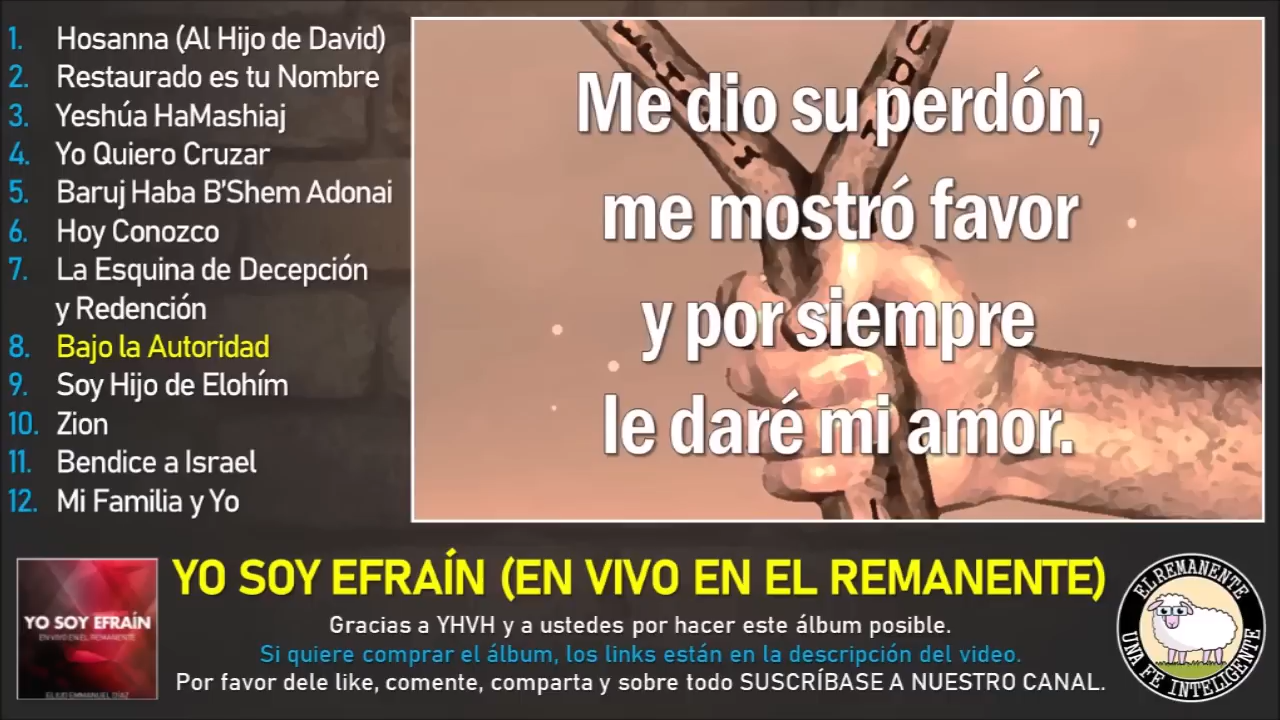 1. Hosanna (Al Hijo de David)
2. Restaurado es tu Nombre
3. Yeshúa HaMashiaj
4. Yo Quiero Cruzar
5. Baruj Haba B'Shem Adonai
6. Hoy Conozco
7. La Esquina de Decepción
y Redención
8. Bajo la Autoridad
9. Soy Hijo de Elohím
10. Zion
11. Bendice a Israel
12. Mi Familia y Yo
Me dio su perdón,
me mostró favor
y por siempre
le daré mi amor.
YO SOY EFRAÍN
EN VIVO EN EL REMANENTE
YO SOY EFRAÍN (EN VIVO EN EL REMANENTE)
Gracias a YHVH y a ustedes por hacer este álbum posible.
Si quiere comprar el álbum, los links están en la descripción del video.
Por favor dele like, comente, comparta y sobre todo SUSCRÍBASE A NUESTRO CANAL.
EL REMANENTE
UNA FE INTELIGENTE